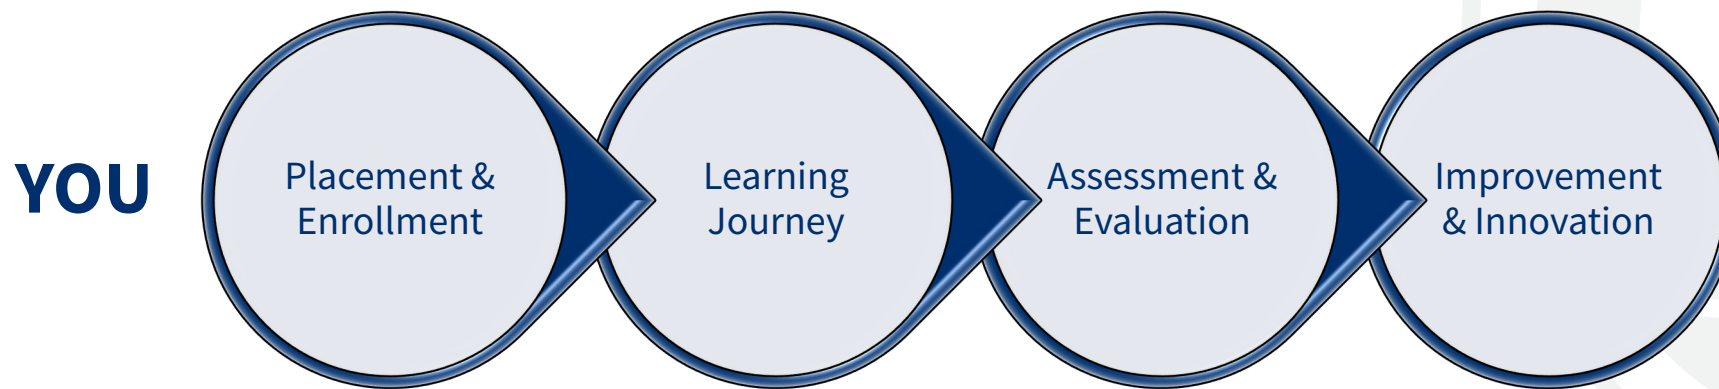 YOU
Placement &
Enrollment
Learning
Journey
Assessment &
Evaluation
Improvement
& Innovation